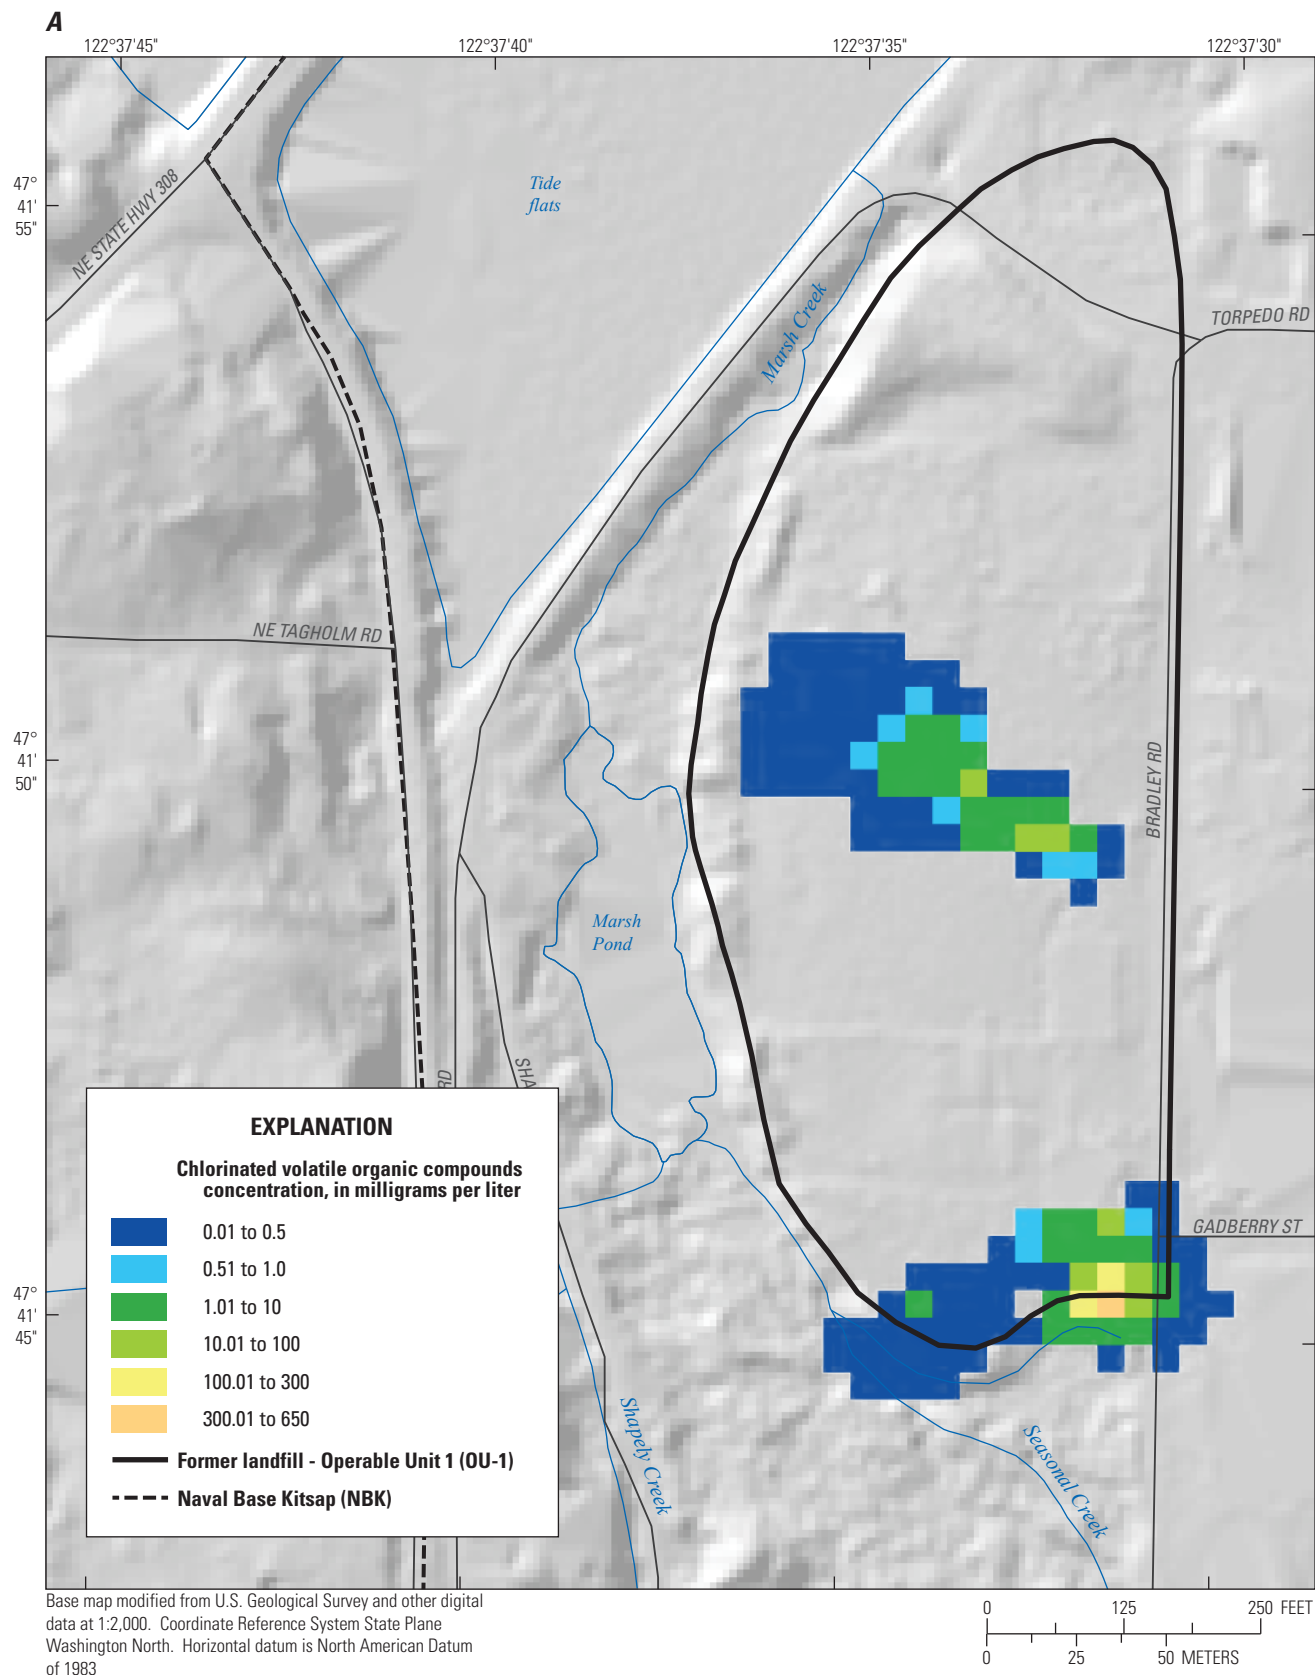 A
122°37'45"
122°37'40"
122°37'35"
122°37'30"
47°
41'
55"
NE STATE HWY 308
Tide
flats
Marsh Creek
TORPEDO RD
NE TAGHOLM RD
47°
41'
50"
BRADLEY RD
Marsh
Pond
RD
SHA
GADBERRY ST
47°
41'
45"
Shapely Creek
Seasonal Creek
EXPLANATION
Chlorinated volatile organic compounds
concentration, in milligrams per liter
0.01 to 0.5
0.51 to 1.0
1.01 to 10
10.01 to 100
100.01 to 300
300.01 to 650
Former landfill - Operable Unit 1 (OU-1)
Naval Base Kitsap (NBK)
Base map modified from U.S. Geological Survey and other digital
data at 1:2,000. Coordinate Reference System State Plane
Washington North. Horizontal datum is North American Datum
of 1983
0 125 250 FEET
0 25 50 METERS